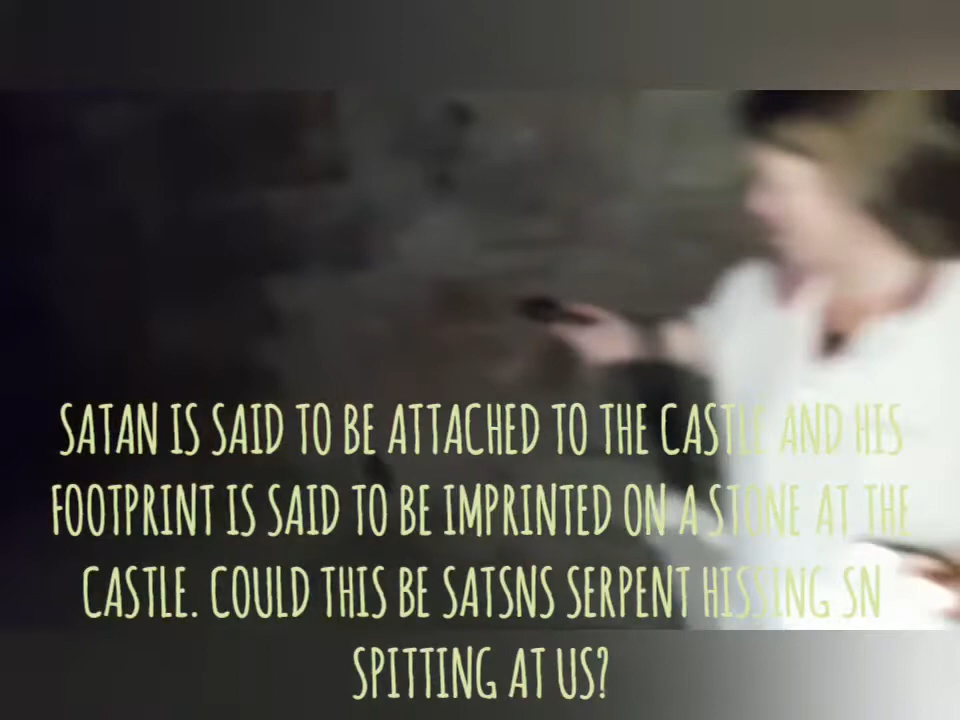 SATAN IS SAID TO BE ATTACHED TO THE CASTLE AND HIS
FOOTPRINT IS SAID TO BE IMPRINTED ON A STONE AT THE
CASTLE. COULD THIS BE SATSNS SERPENT HISSING SN
SPITTING AT US?